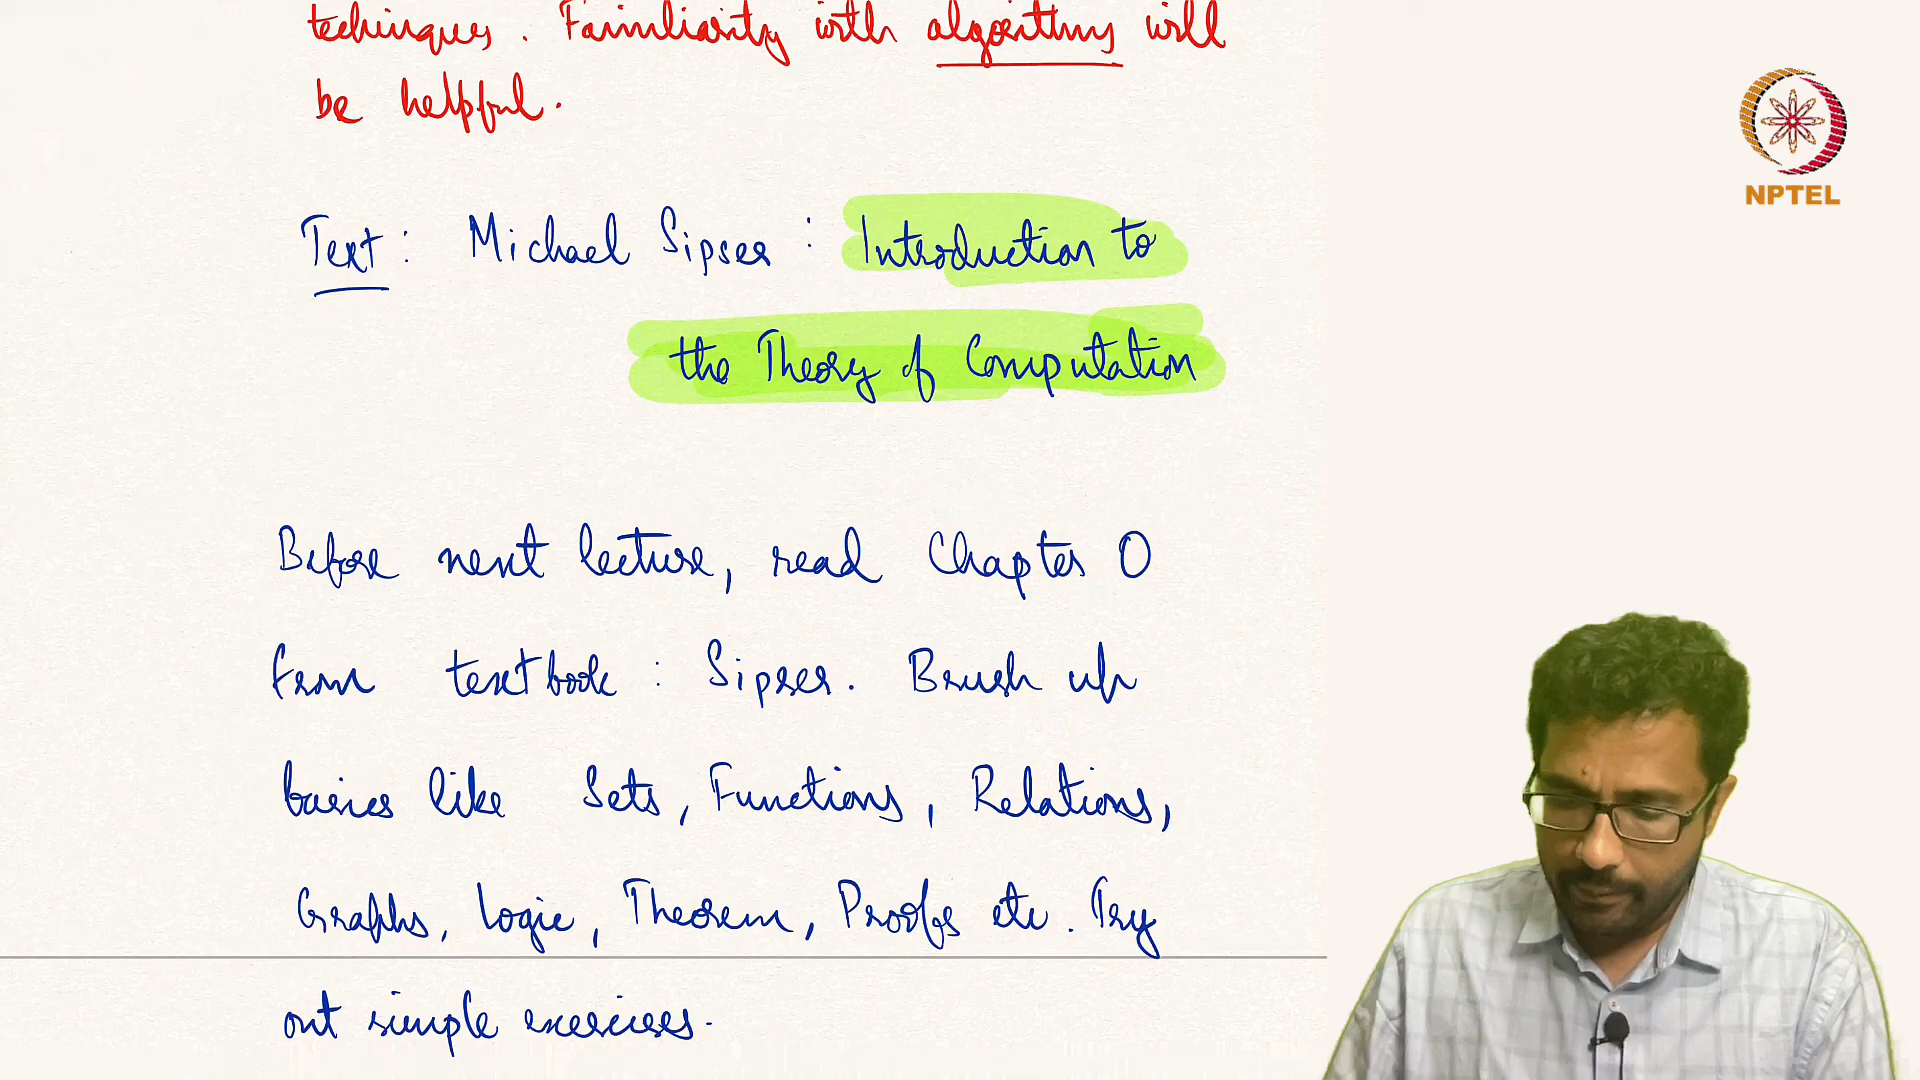 techniques. Familiarity with algorithms will
be helpful.
NPTEL
Text: Michael Sipser: Introduction to
the Theory of Computation
Before next lecture, read Chapter 0
from textbook: Sipser. Brush up
basics like Sets, Functions, Relations,
Graphs, Logic, Theorem, Proofs etc. Try
out simple exercises.